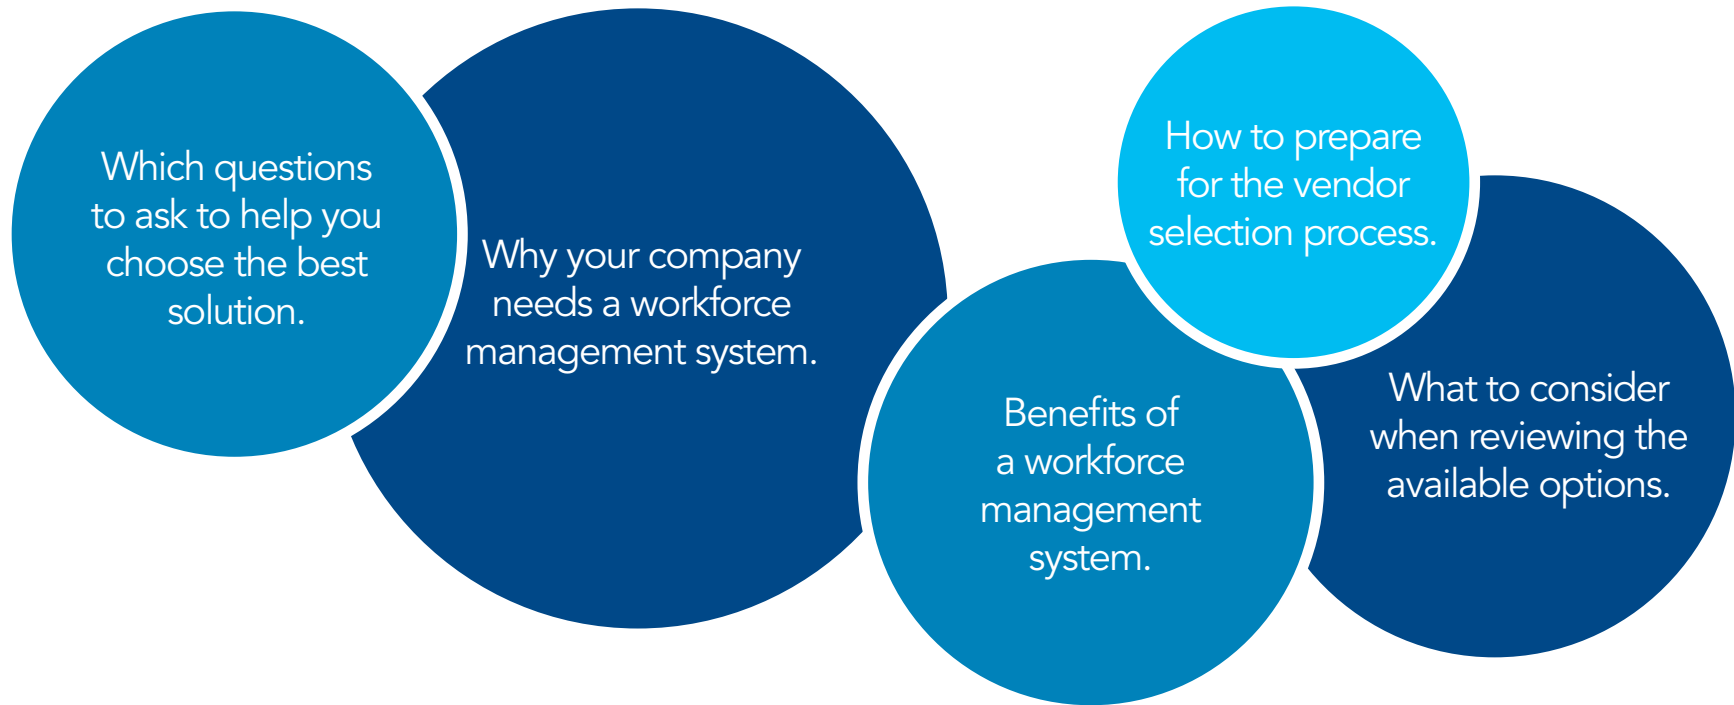 Which questions
to ask to help you
choose the best
solution.
Why your company
needs a workforce
management system.
Benefits of
a workforce
management
system.
How to prepare
for the vendor
selection process.
What to consider
when reviewing the
available options.